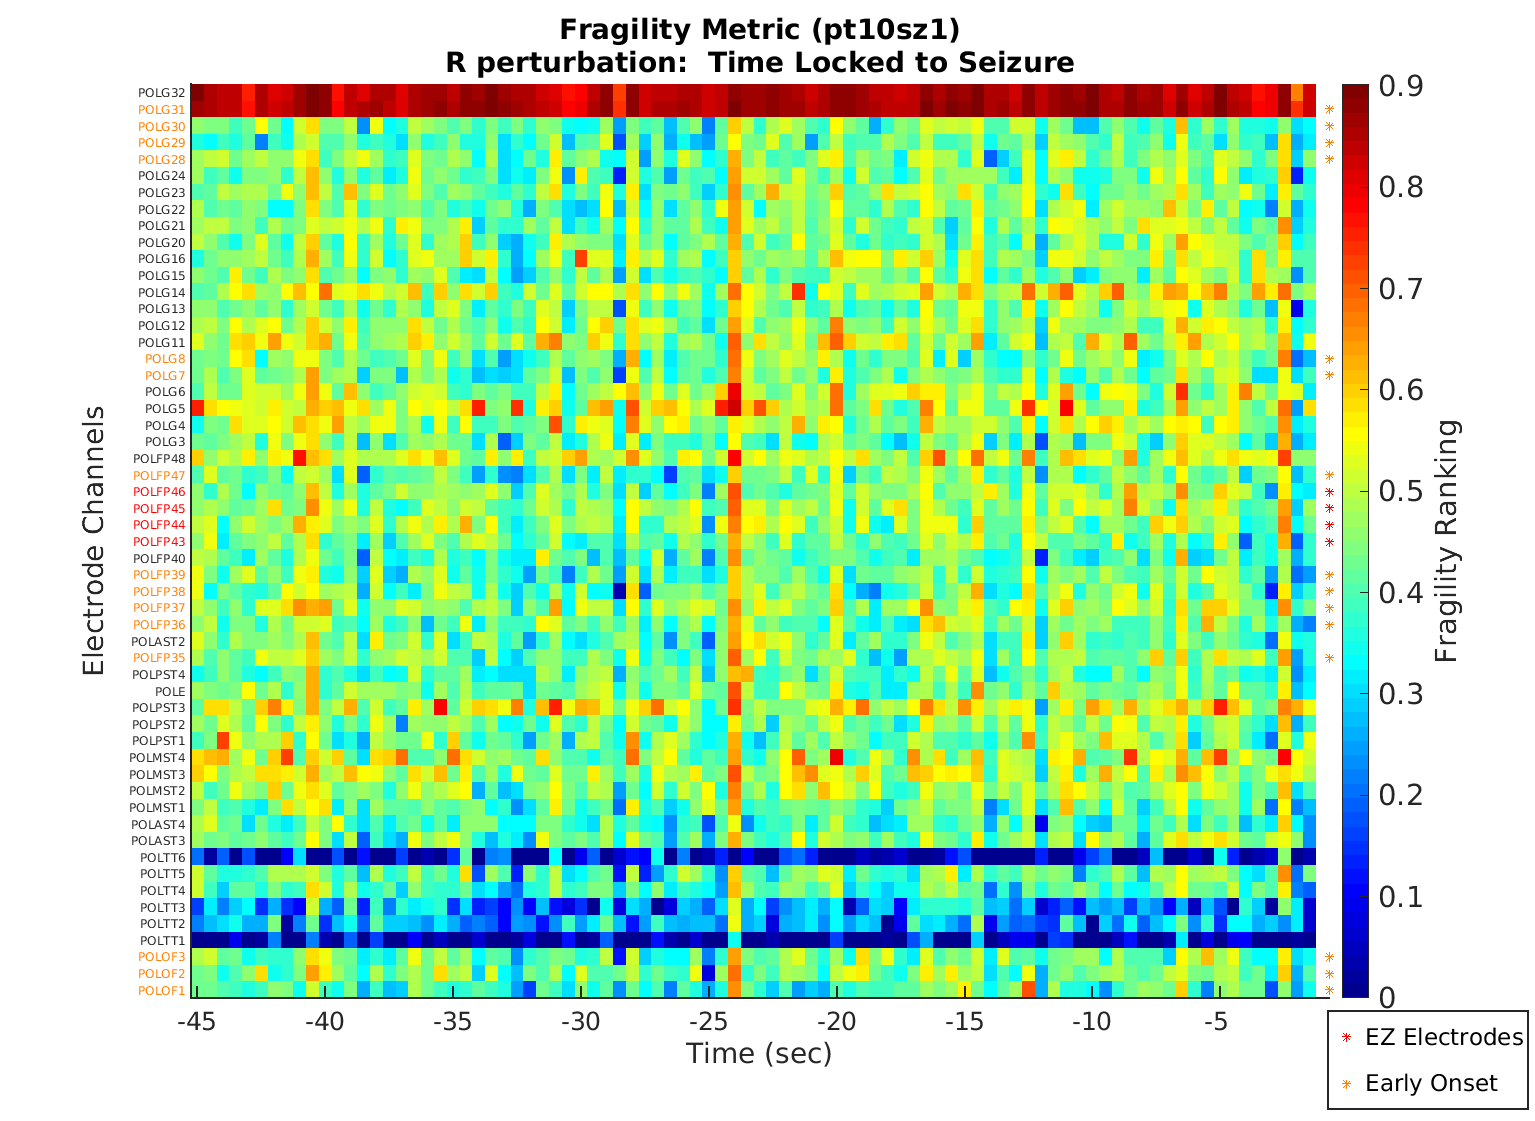 Fragility Metric (pt10sz1)
R perturbation:  Time Locked to Seizure
Electrode Channels
POLG32
POLG31
POLG30
POLG29
POLG28
POLG24
POLG23
POLG22
POLG21
POLG20
POLG16
POLG15
POLG14
POLG13
POLG12
POLG11
POLG8
POLG7
POLG6
POLG5
POLG4
POLG3
POLFP48
POLFP47
POLFP46
POLFP45
POLFP44
POLFP43
POLFP40
POLFP39
POLFP38
POLFP37
POLFP36
POLAST2
POLFP35
POLPST4
POLE
POLPST3
POLPST2
POLPST1
POLMST4
POLMST3
POLMST2
POLMST1
POLAST4
POLAST3
POLTT6
POLTT5
POLTT4
POLTT3
POLTT2
POLTT1
POLOF3
POLOF2
POLOF1
-45 -40 -35 -30 -25 -20 -15 -10 -5
Time (sec)
0.9
0.8
0.7
0.6
0.5
0.4
0.3
0.2
0.1
0
Fragility Ranking
EZ Electrodes
Early Onset